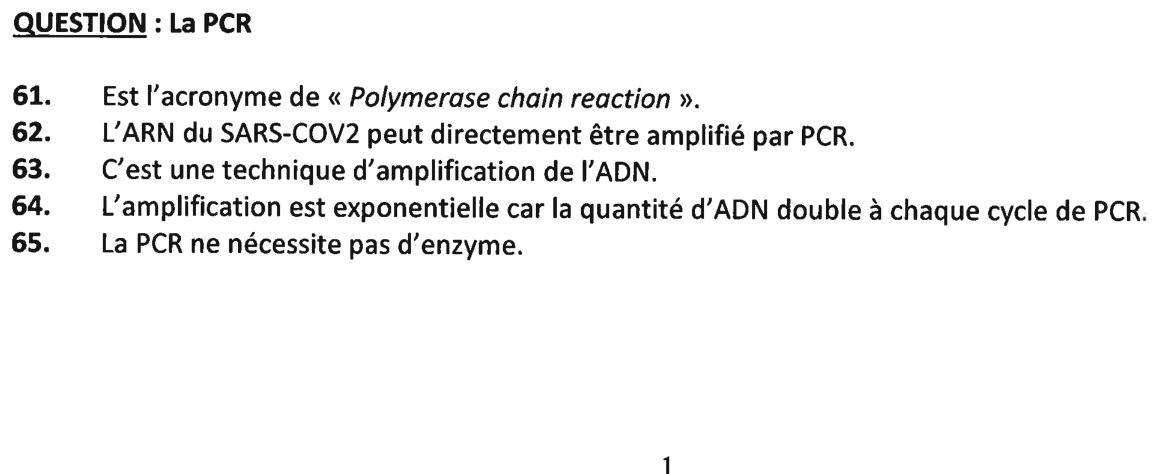 QUESTION : La PCR
61. Est l'acronyme de « Polymerase chain reaction ».
62. L'ARN du SARS-COV2 peut directement être amplifié par PCR.
63. C'est une technique d'amplification de l'ADN.
64. L'amplification est exponentielle car la quantité d'ADN double à chaque cycle de PCR.
65. La PCR ne nécessite pas d'enzyme.
1